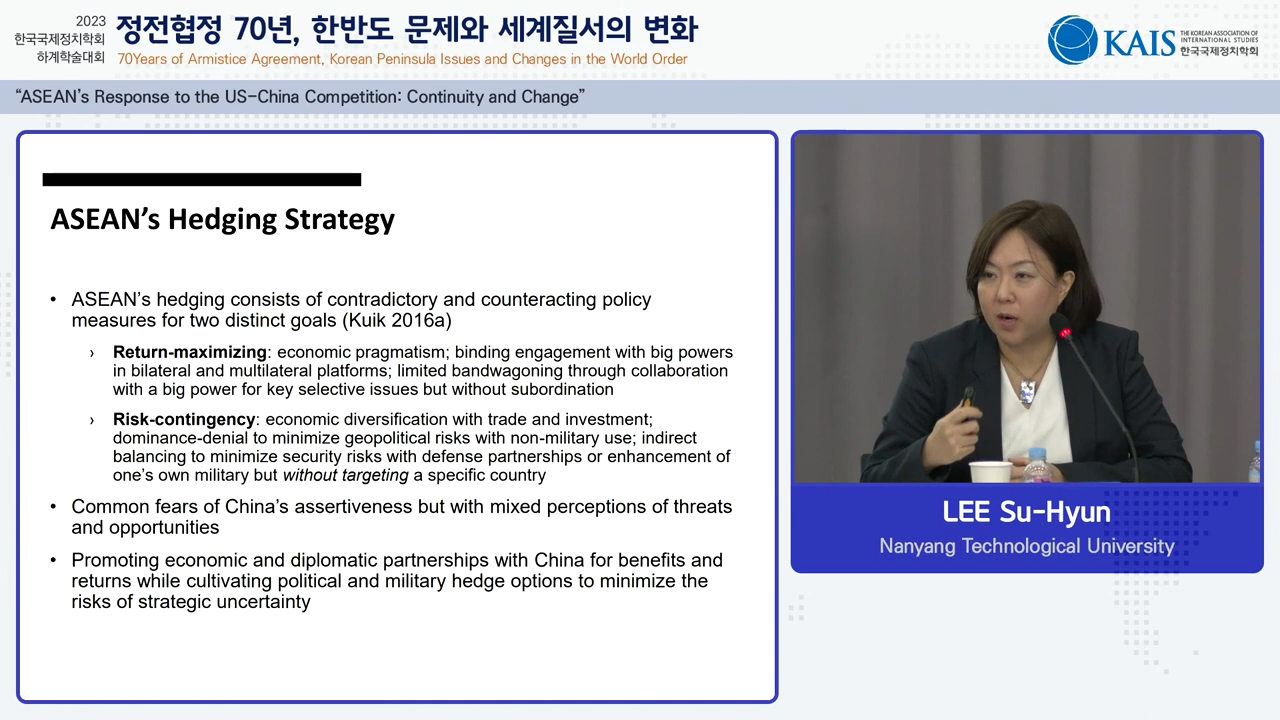 2023
한국국제정치학회
하계학술대회
정전협정 70년, 한반도 문제와 세계질서의 변화
70Years of Armistice Agreement, Korean Peninsula Issues and Changes in the World Order
KAIS
THE KOREAN ASSOCIATION OF
INTERNATIONAL STUDIES
한국국제정치학회
“ASEAN’s Response to the US-China Competition: Continuity and Change”
ASEAN’s Hedging Strategy
• ASEAN’s hedging consists of contradictory and counteracting policy
measures for two distinct goals (Kuik 2016a)
› Return-maximizing: economic pragmatism; binding engagement with big powers
in bilateral and multilateral platforms; limited bandwagoning through collaboration
with a big power for key selective issues but without subordination
› Risk-contingency: economic diversification with trade and investment;
dominance-denial to minimize geopolitical risks with non-military use; indirect
balancing to minimize security risks with defense partnerships or enhancement of
one’s own military but without targeting a specific country
• Common fears of China’s assertiveness but with mixed perceptions of threats
and opportunities
• Promoting economic and diplomatic partnerships with China for benefits and
returns while cultivating political and military hedge options to minimize the
risks of strategic uncertainty
LEE Su-Hyun
Nanyang Technological University